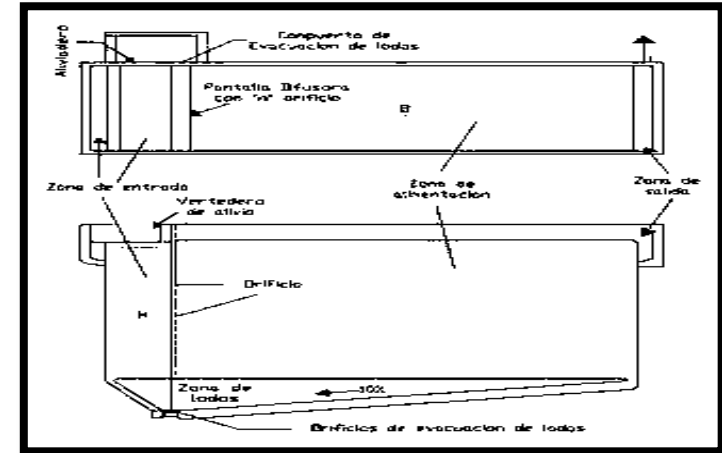 Aliviadero
Compuerta de
Evacuacion de lodos
Pantalla Difusora
con "n" orificio
B
Zona de entrada
Zona de
alimentacion
Zona de
salida
Vertedero
de alivio
Orificio
H
Zona de
lodos
10%
Orificios de evacuacion de lodos